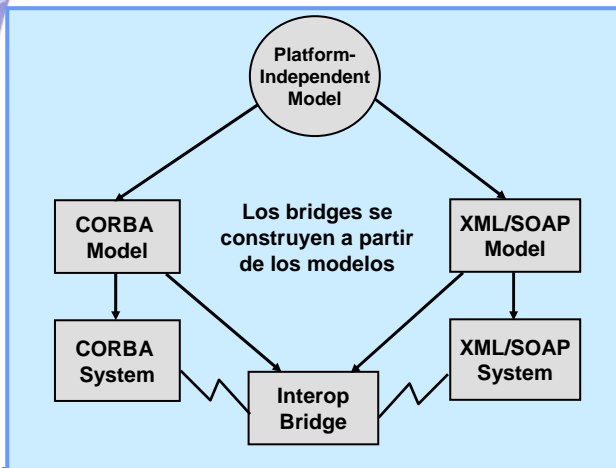 Platform-
Independent
Model
CORBA
Model
Los bridges se
construyen a partir
de los modelos
XML/SOAP
Model
CORBA
System
Interop
Bridge
XML/SOAP
System